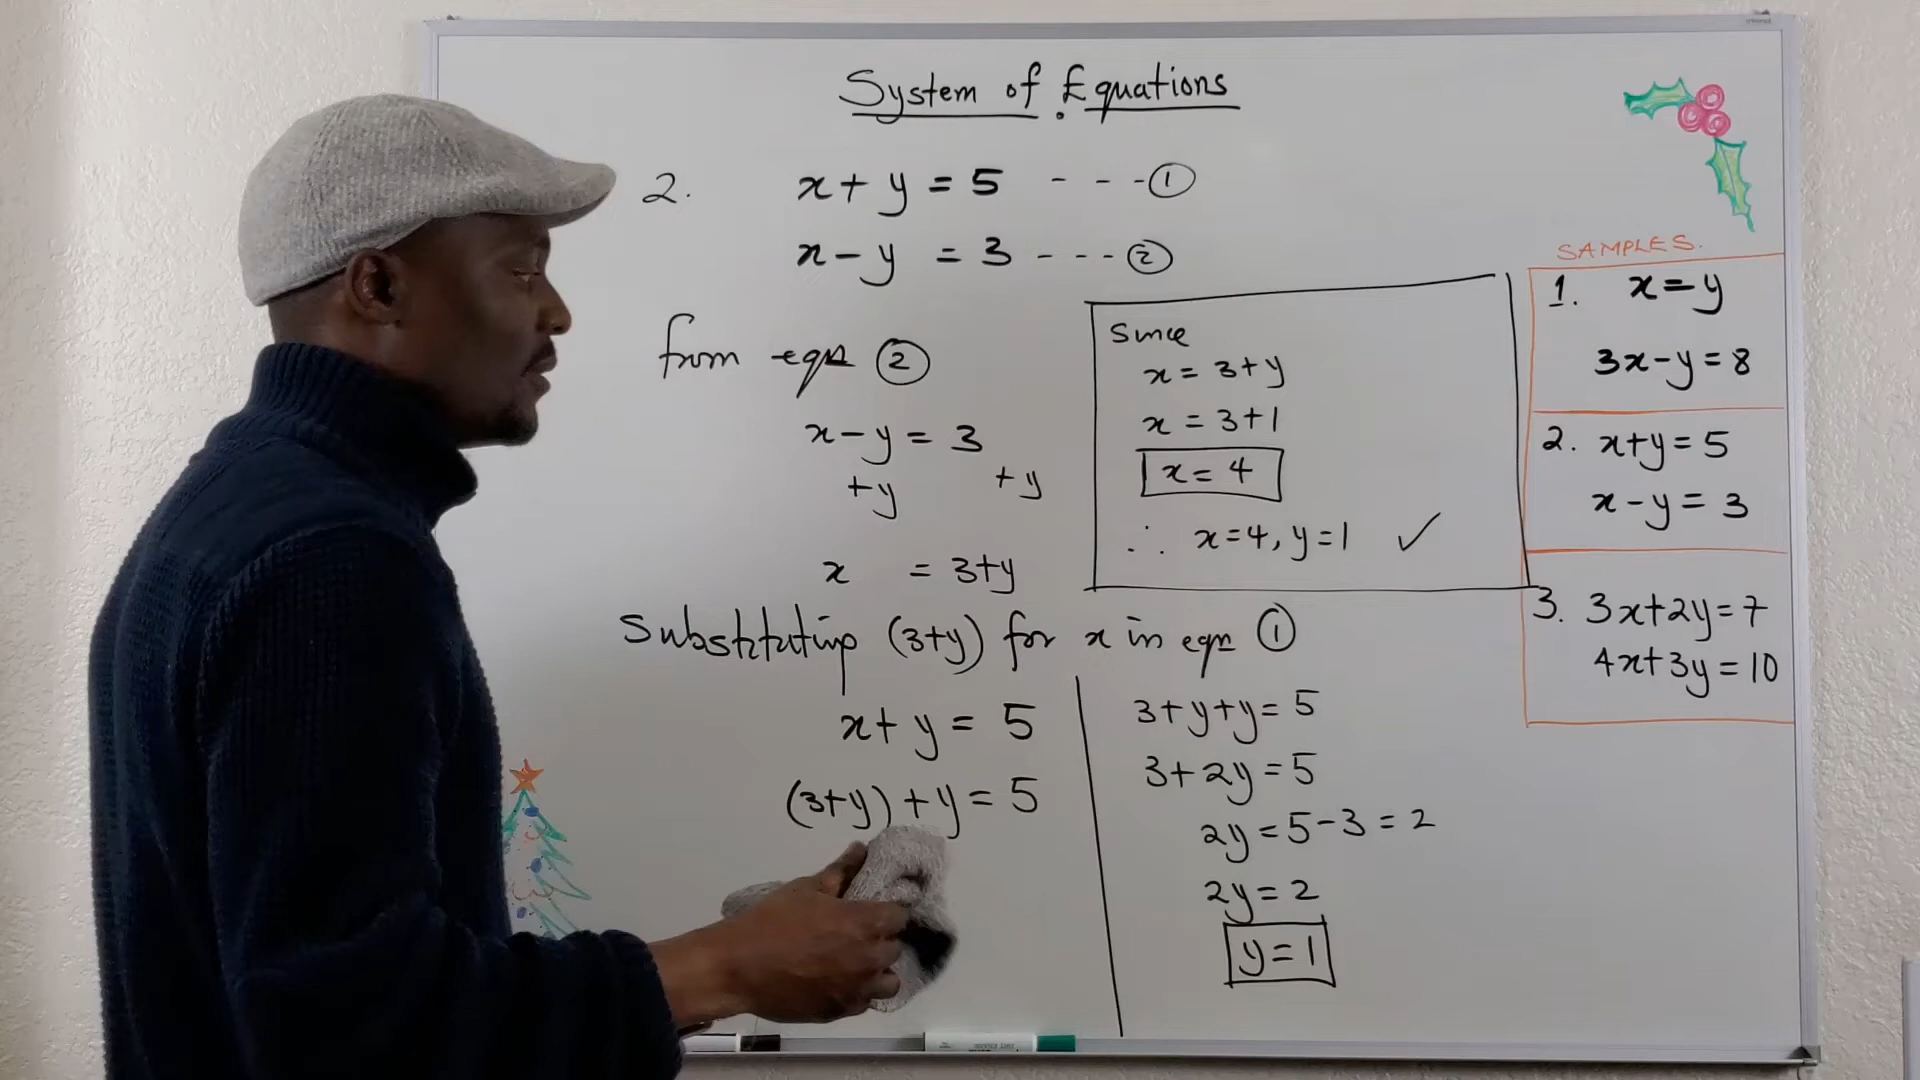 System of Equations
2. x + y = 5 - - - ①
x - y = 3 - - - ②
from eqn ②
x - y = 3
+y +y
x = 3+y
Substituting (3+y) for x in eqn ①
x + y = 5
(3+y) + y = 5
3+y+y = 5
3+2y = 5
2y = 5-3 = 2
2y = 2
y = 1
Since
x = 3+y
x = 3+1
x = 4
∴ x=4, y=1 ✓
SAMPLES.
1. x = y
3x-y = 8
2. x+y = 5
x-y = 3
3. 3x+2y = 7
4x+3y = 10